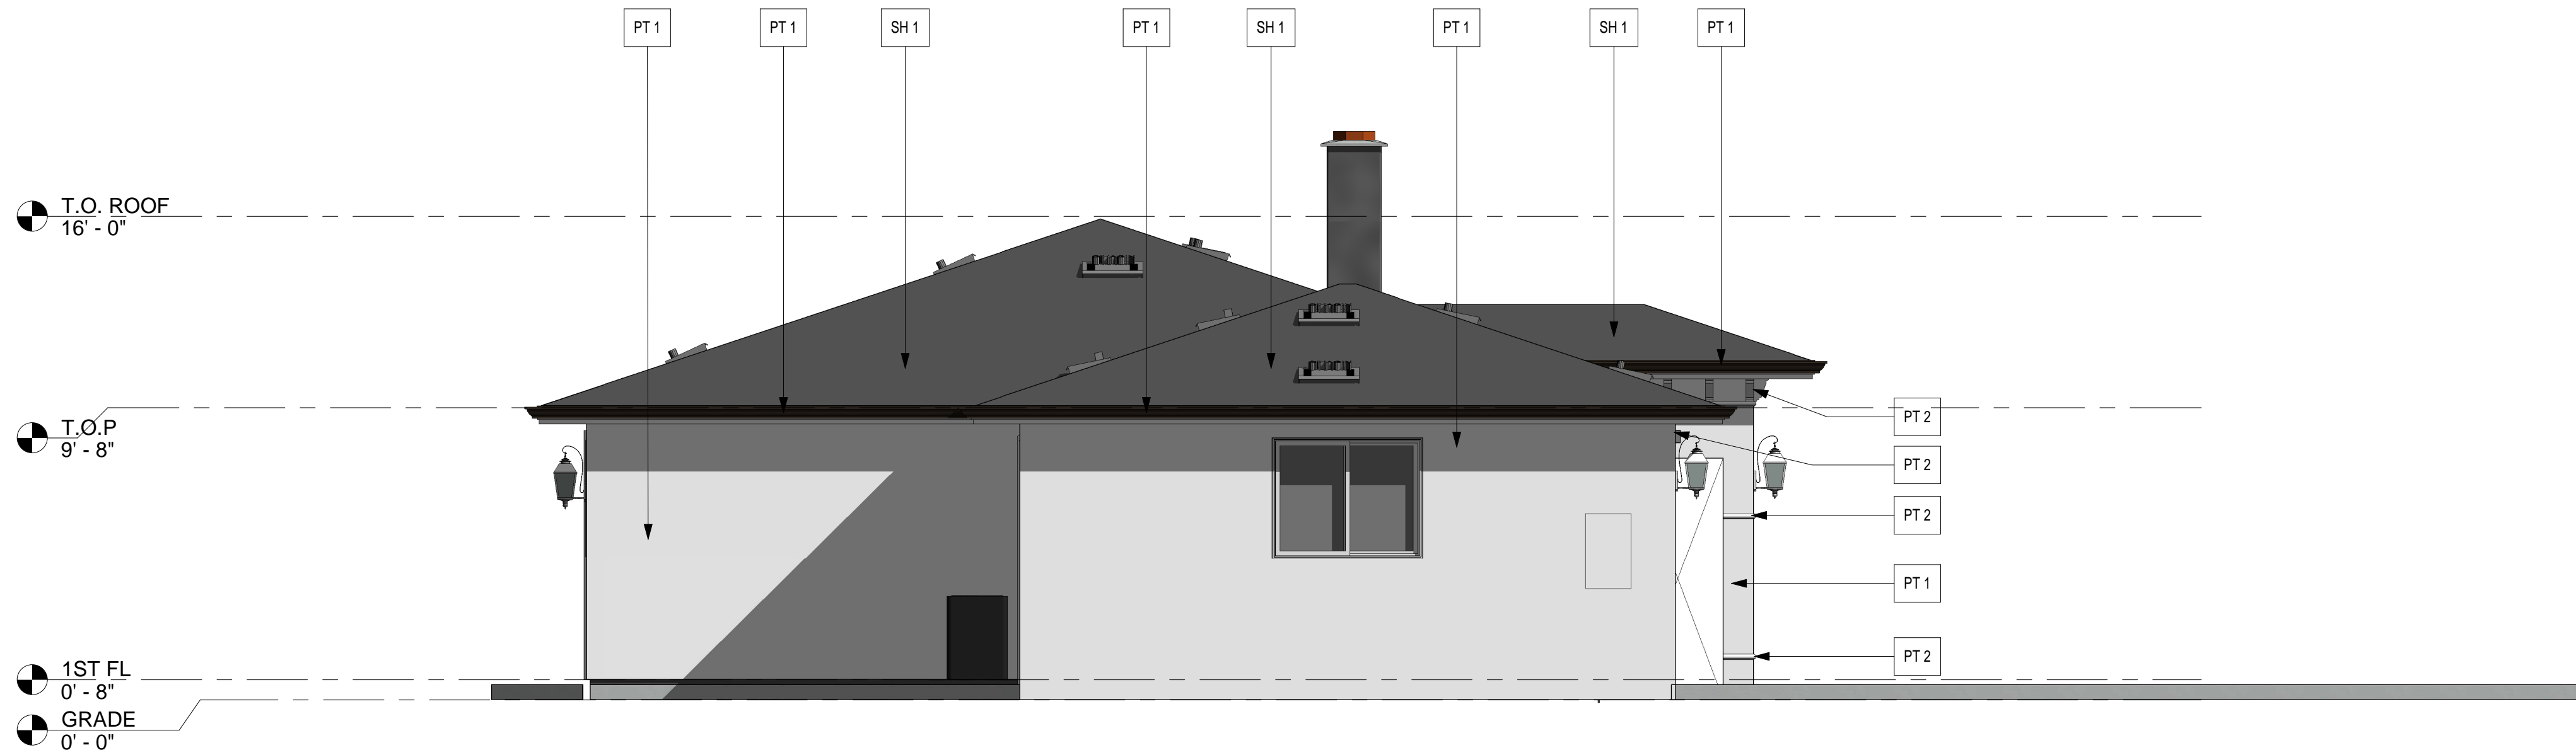 PT 1
PT 1
SH 1
PT 1
SH 1
PT 1
SH 1
PT 1
T.O. ROOF
16' - 0"
T.O.P
9' - 8"
PT 2
PT 2
PT 2
PT 1
PT 2
1ST FL
0' - 8"
GRADE
0' - 0"